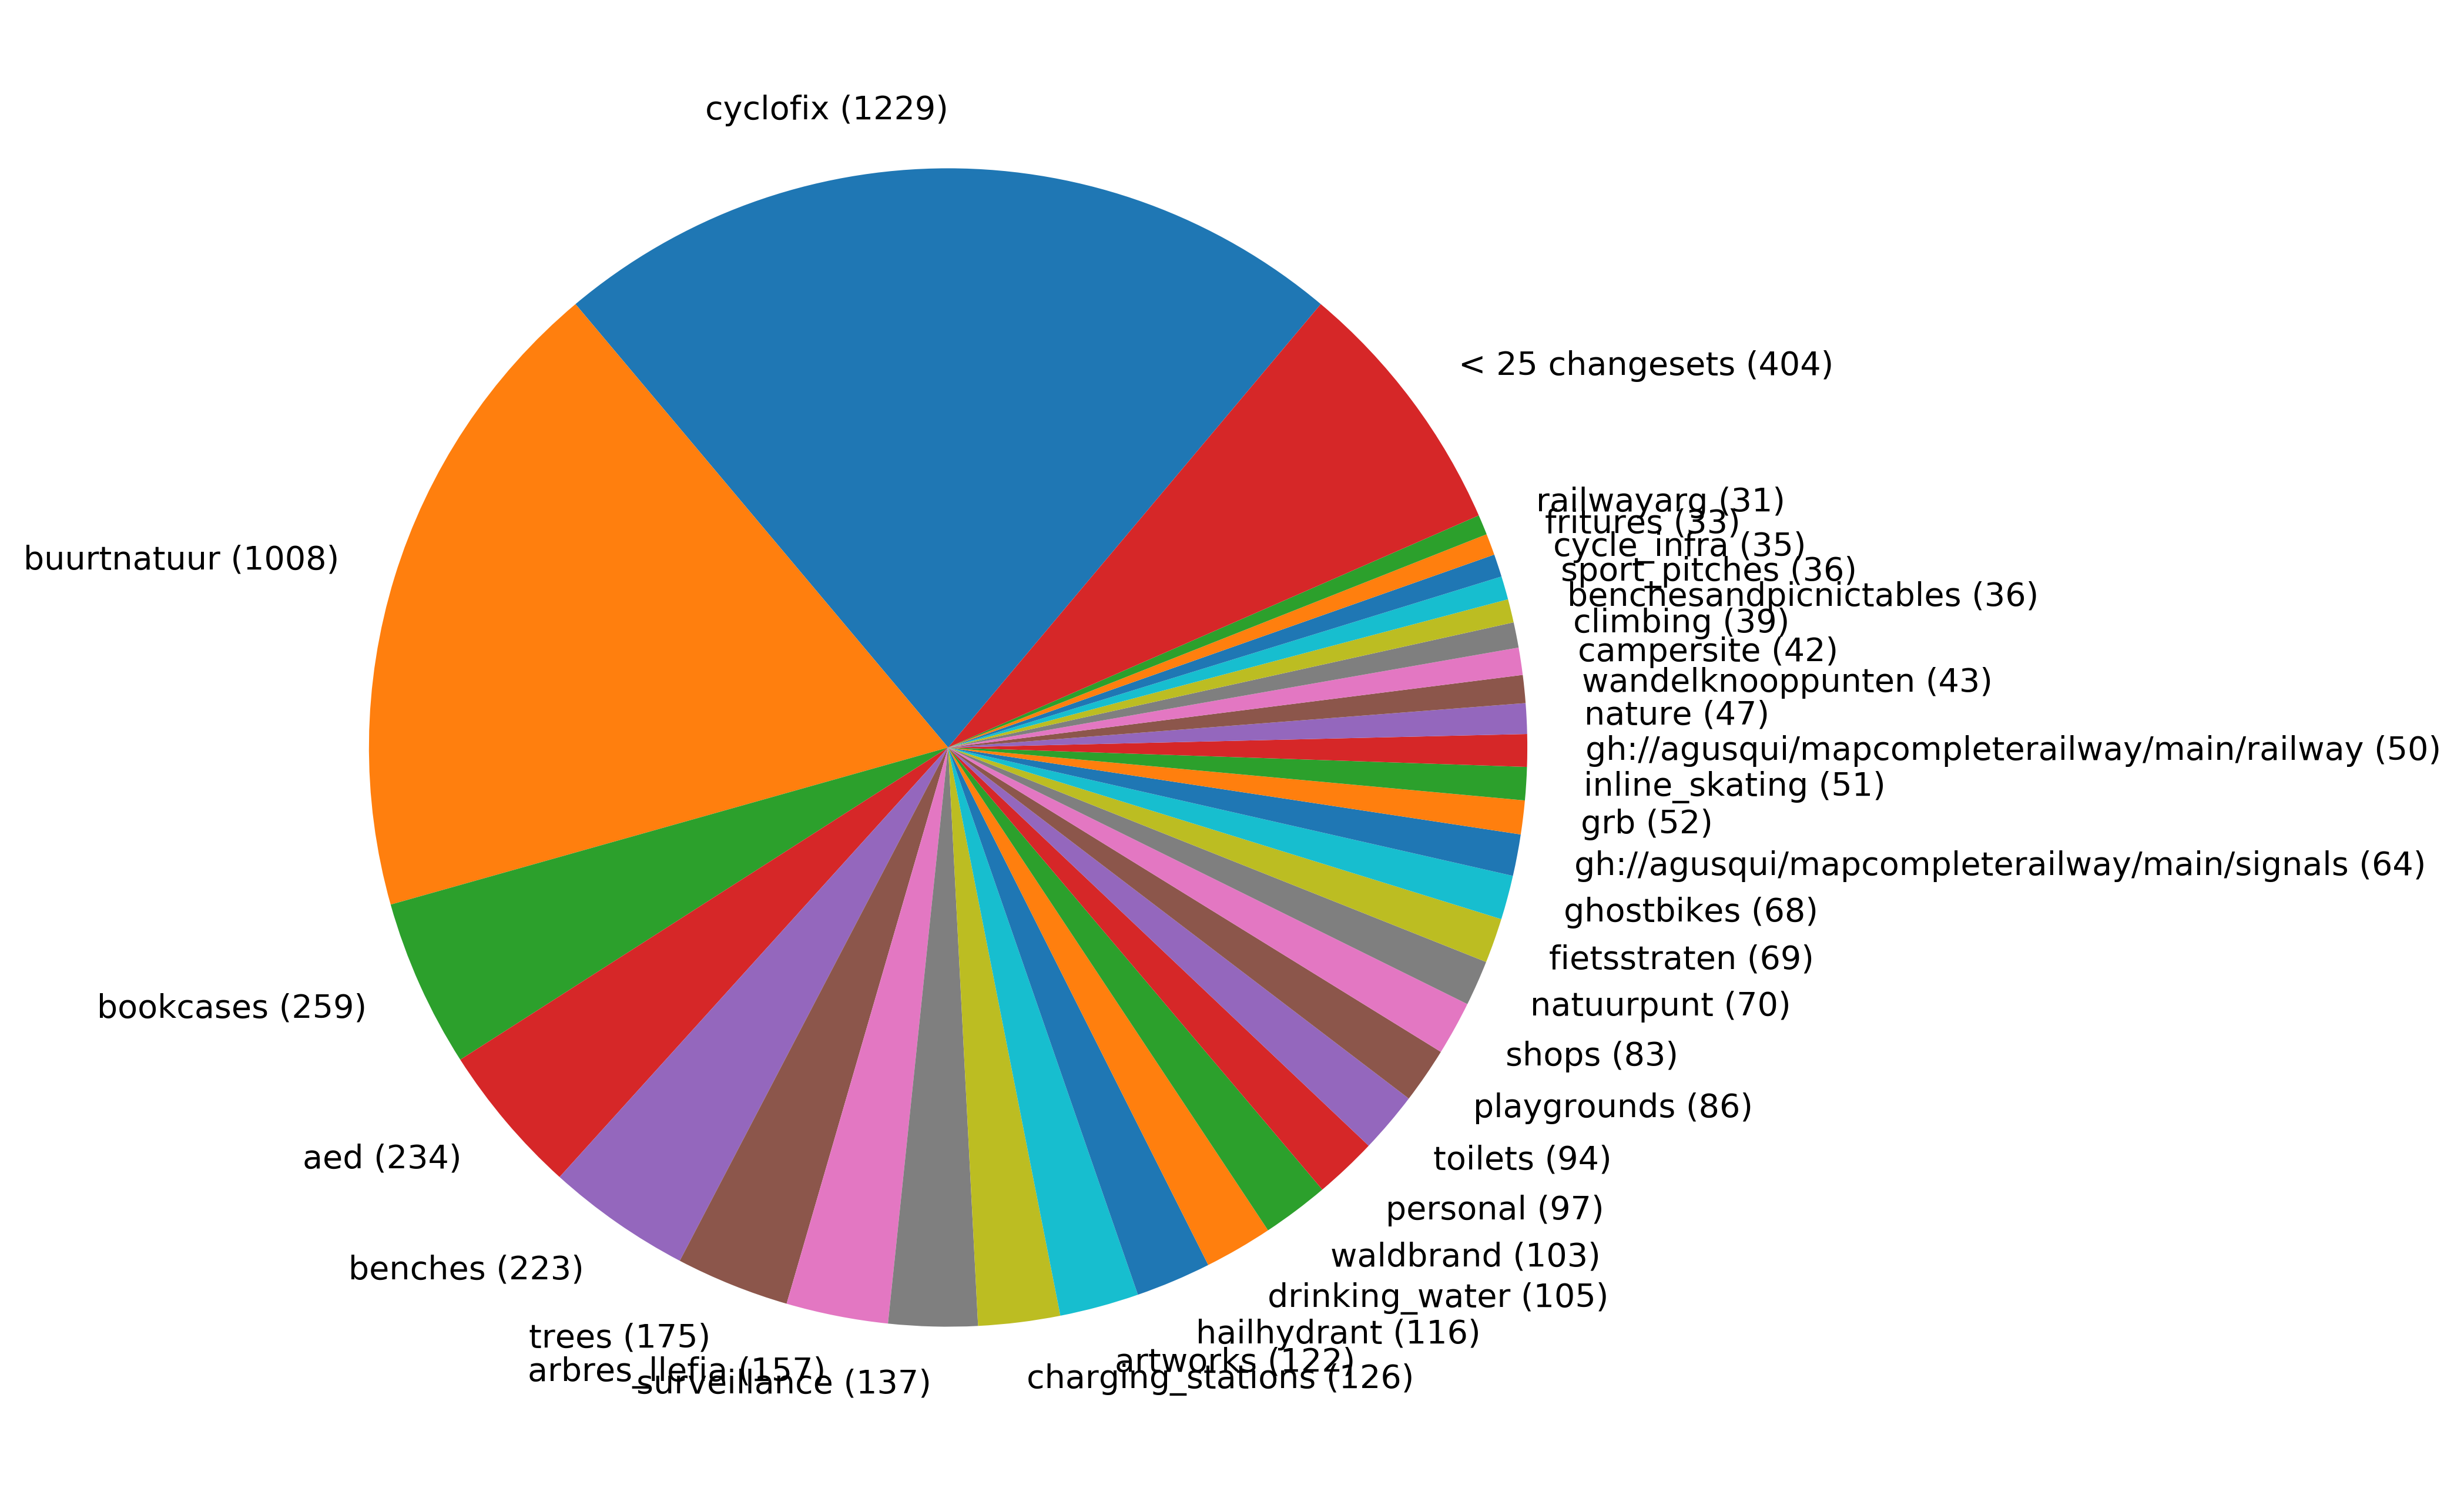 cyclofix (1229)
< 25 changesets (404)
railwayarg (31)
fritures (33)
cycle_infra (35)
sport_pitches (36)
benchesandpicnictables (36)
climbing (39)
campersite (42)
wandelknooppunten (43)
nature (47)
gh://agusqui/mapcompleterailway/main/railway (50)
inline_skating (51)
grb (52)
gh://agusqui/mapcompleterailway/main/signals (64)
ghostbikes (68)
fietsstraten (69)
natuurpunt (70)
shops (83)
playgrounds (86)
toilets (94)
personal (97)
waldbrand (103)
drinking_water (105)
hailhydrant (116)
artworks (122)
charging_stations (126)
surveillance (137)
arbres_llefia (157)
trees (175)
benches (223)
aed (234)
bookcases (259)
buurtnatuur (1008)